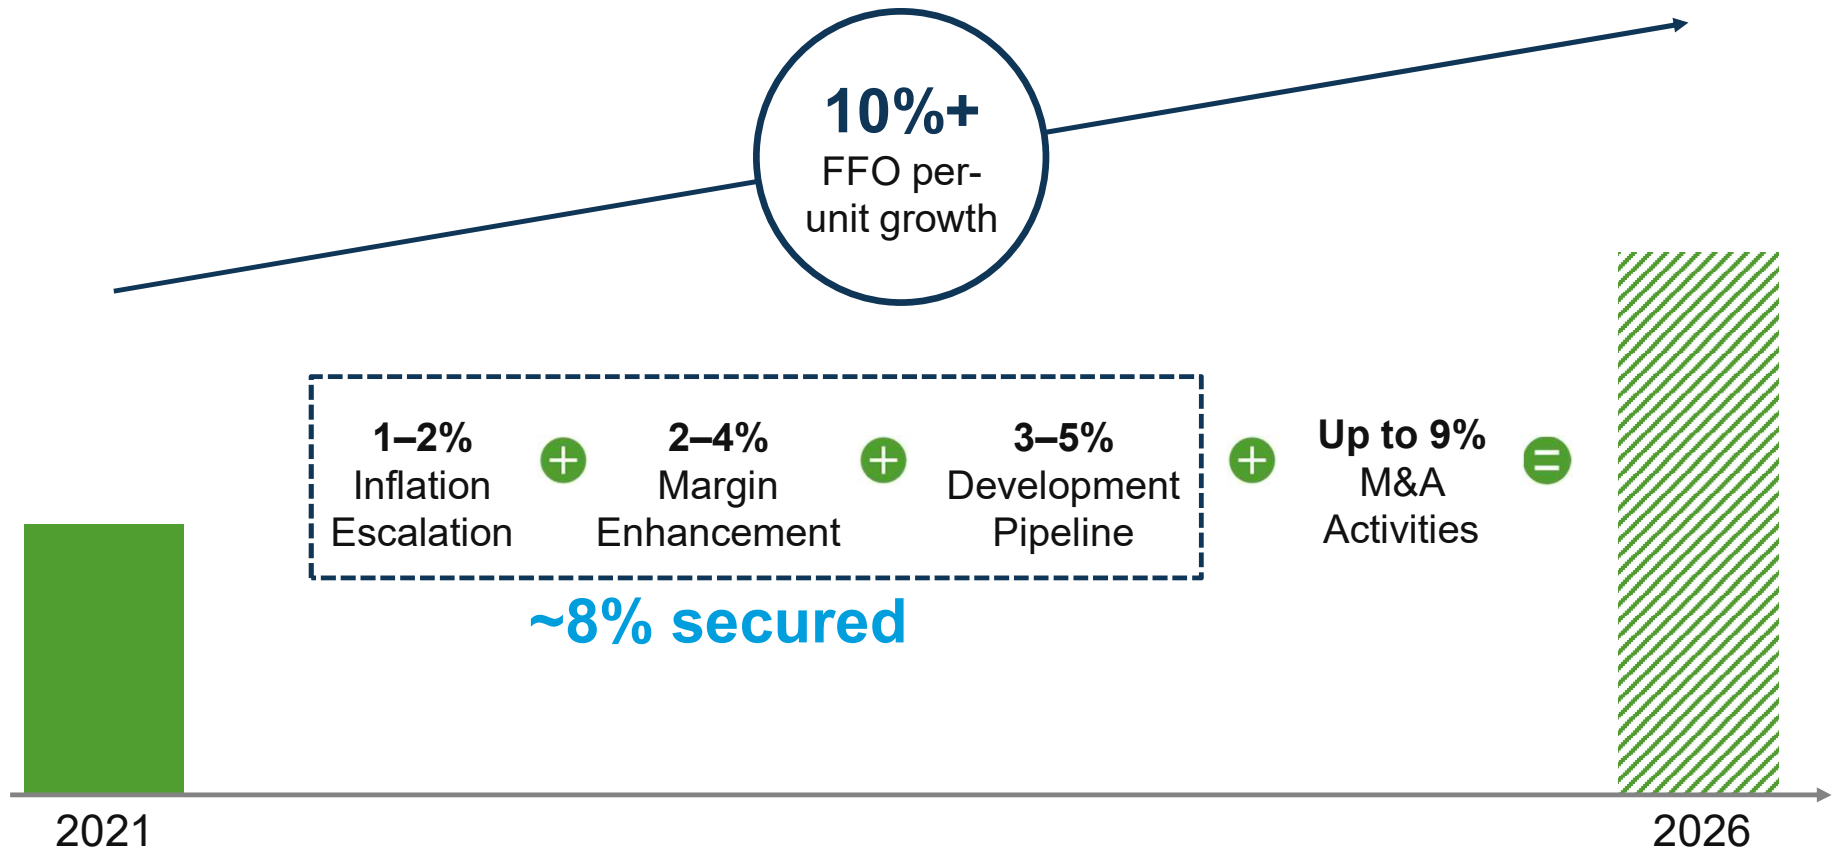 10%+
FFO per-
unit growth
1–2%
Inflation
Escalation
2–4%
Margin
Enhancement
3–5%
Development
Pipeline
Up to 9%
M&A
Activities
~8% secured
2021
2026